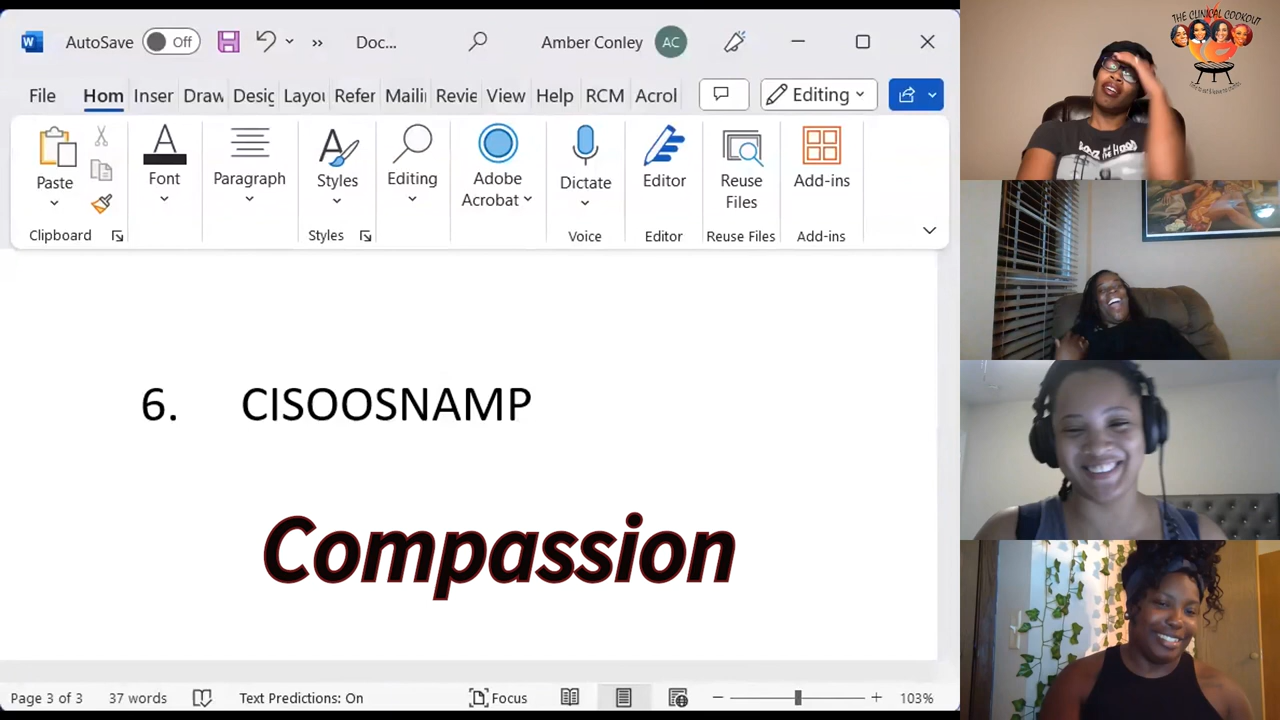 AutoSave Off Doc... Amber Conley AC
File Hom Inser Draw Desig Layou Refer Mailin Revie View Help RCM Acrol Editing
Paste Font Paragraph Styles Editing Adobe Acrobat Dictate Editor Reuse Files Add-ins
Clipboard Styles Voice Editor Reuse Files Add-ins
6. CISOOSNAMP
Compassion
Page 3 of 3 37 words Text Predictions: On Focus 103%
THE CLINICAL COOKOUT